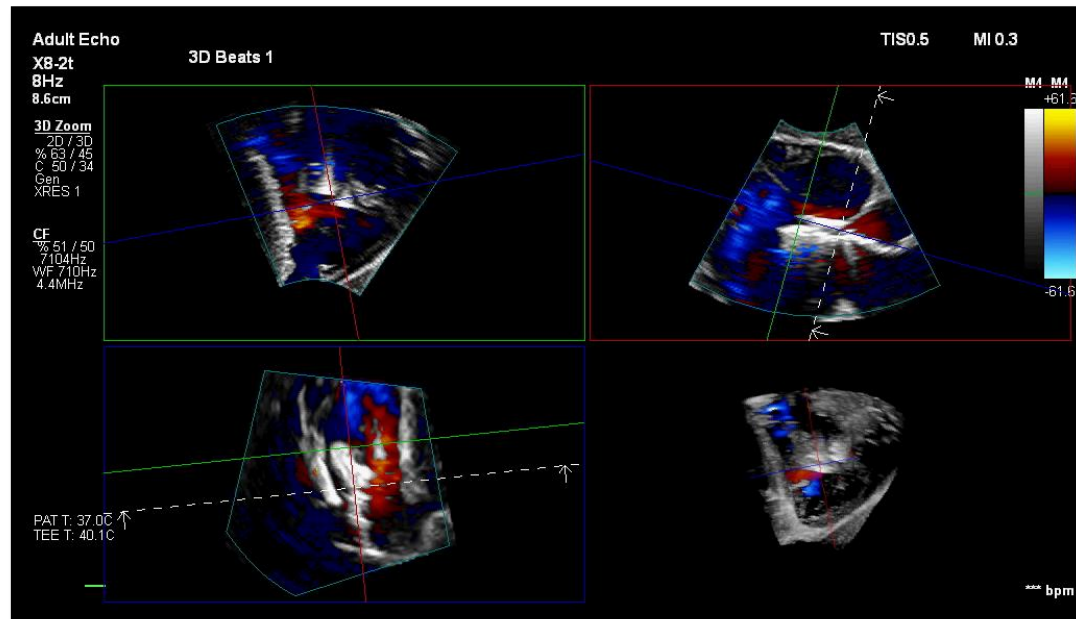 Adult Echo
X8-2t
8Hz
8.6cm
3D Beats 1
TIS0.5 MI 0.3
3D Zoom
2D / 3D
% 63 / 45
C 50 / 34
Gen
XRES 1
CF
% 51 / 50
7104Hz
WF 710Hz
4.4MHz
M4 M4
+61.6
-61.6
PAT T: 37.0C
TEE T: 40.1C
*** bpm